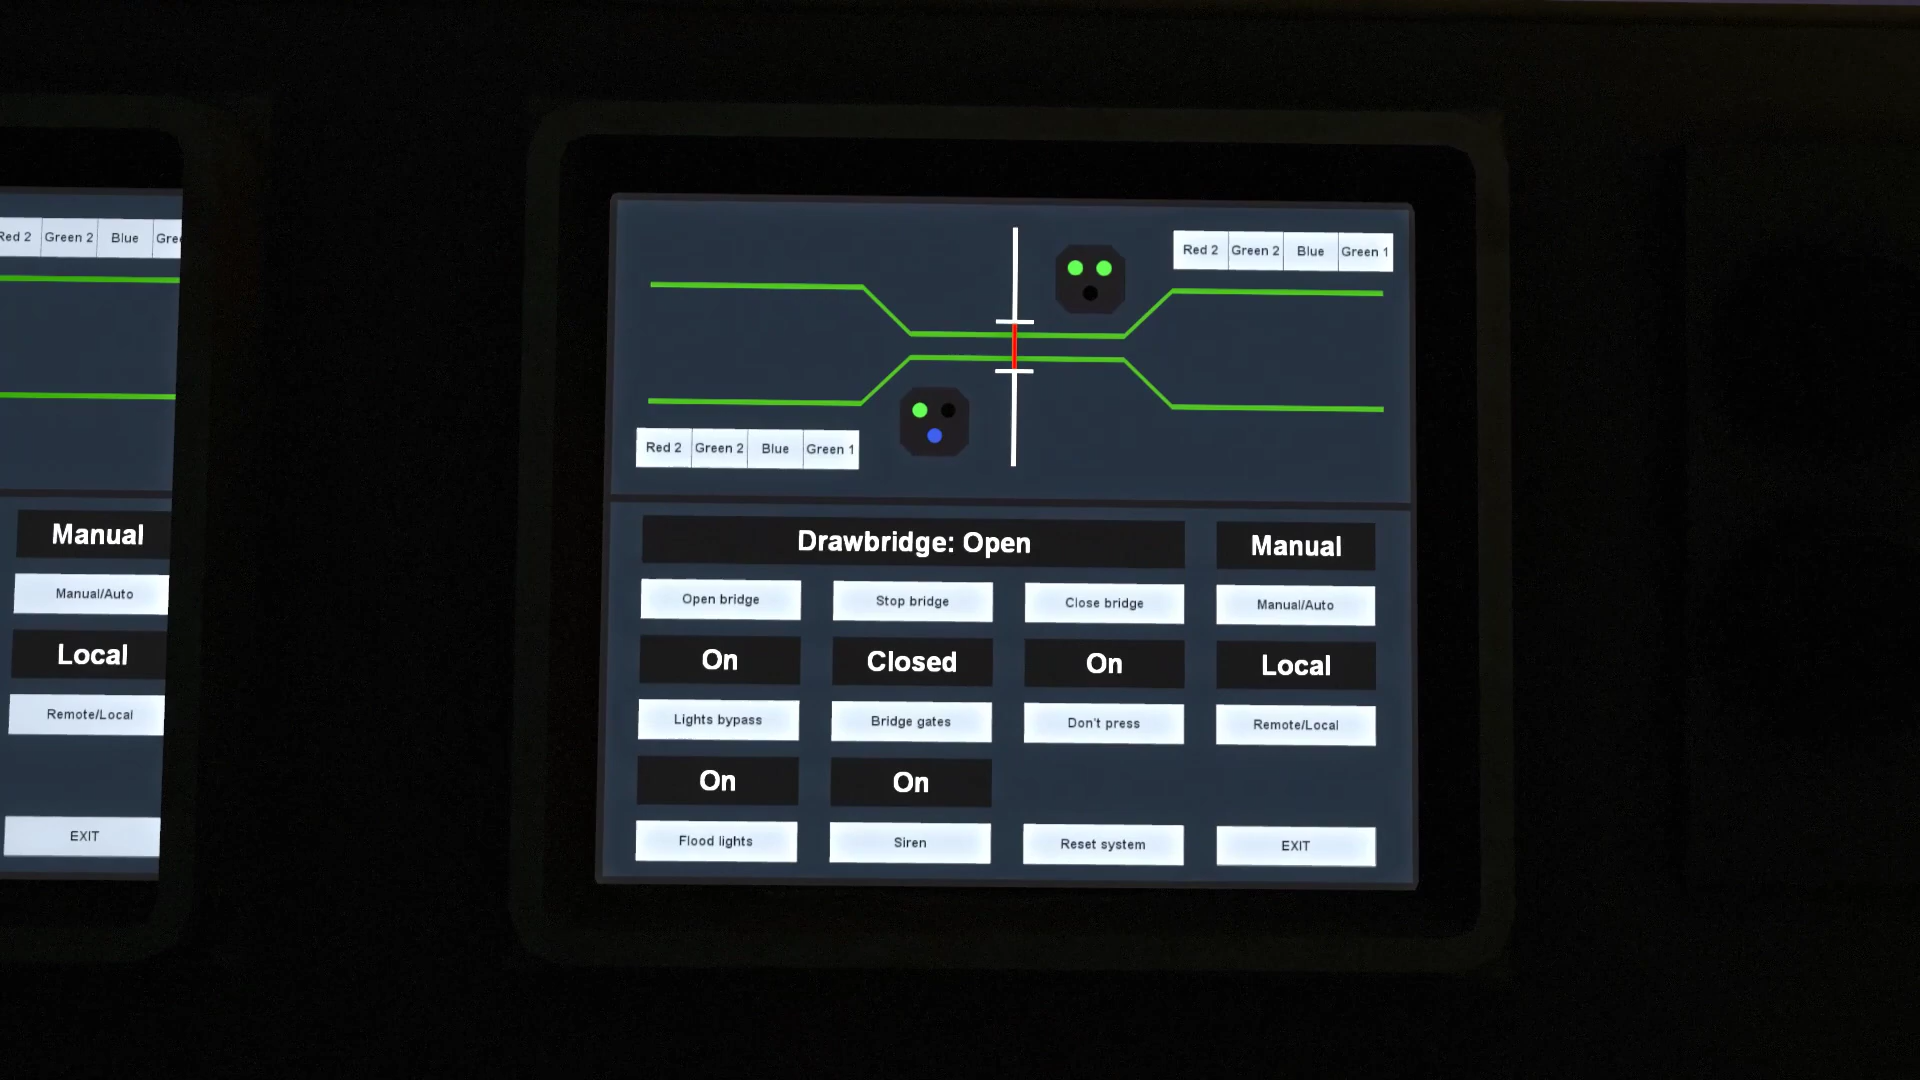 Red 2 Green 2 Blue
Manual
Manual/Auto
Local
Remote/Local
EXIT
Red 2 Green 2 Blue Green 1
Red 2 Green 2 Blue Green 1
Drawbridge: Open Manual
Open bridge Stop bridge Close bridge Manual/Auto
On Closed On Local
Lights bypass Bridge gates Don't press Remote/Local
On On
Flood lights Siren Reset system EXIT